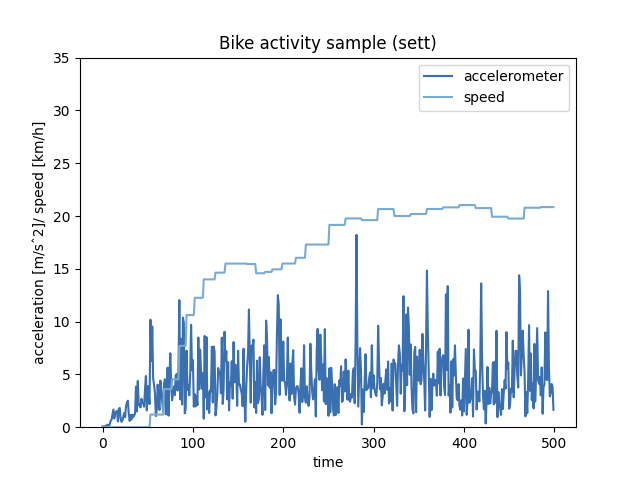 Bike activity sample (sett)
accelerometer
speed
35
30
25
20
15
10
5
0
acceleration [m/s^2]/ speed [km/h]
0 100 200 300 400 500
time